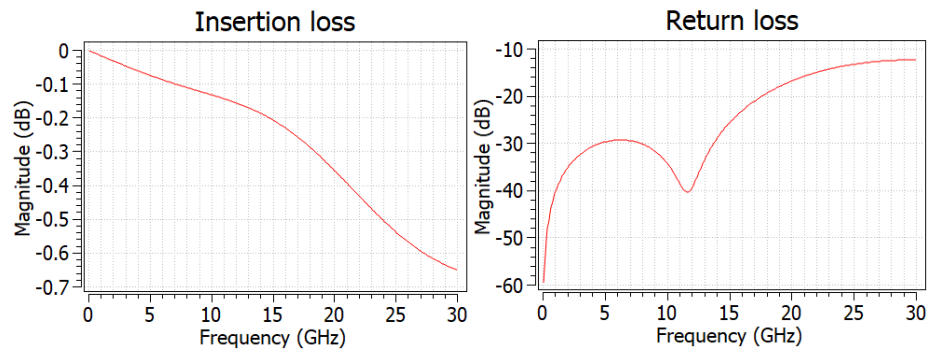 Insertion loss
0
-0.1
-0.2
-0.3
-0.4
-0.5
-0.6
-0.7
Magnitude (dB)
0 5 10 15 20 25 30
Frequency (GHz)
Return loss
-10
-20
-30
-40
-50
-60
Magnitude (dB)
0 5 10 15 20 25 30
Frequency (GHz)